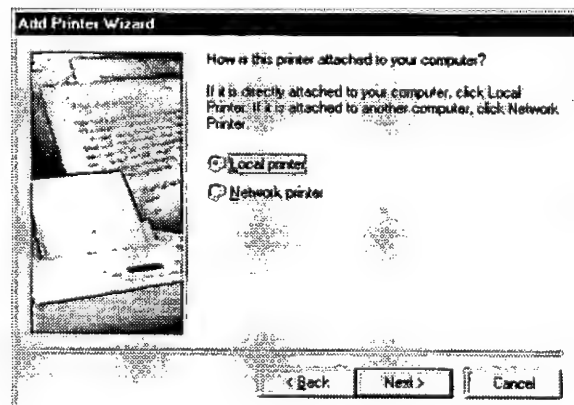 Add Printer Wizard
How is this printer attached to your computer?
If it is directly attached to your computer, click Local
Printer. If it is attached to another computer, click Network
Printer.
Local printer
Network printer
< Back
Next >
Cancel